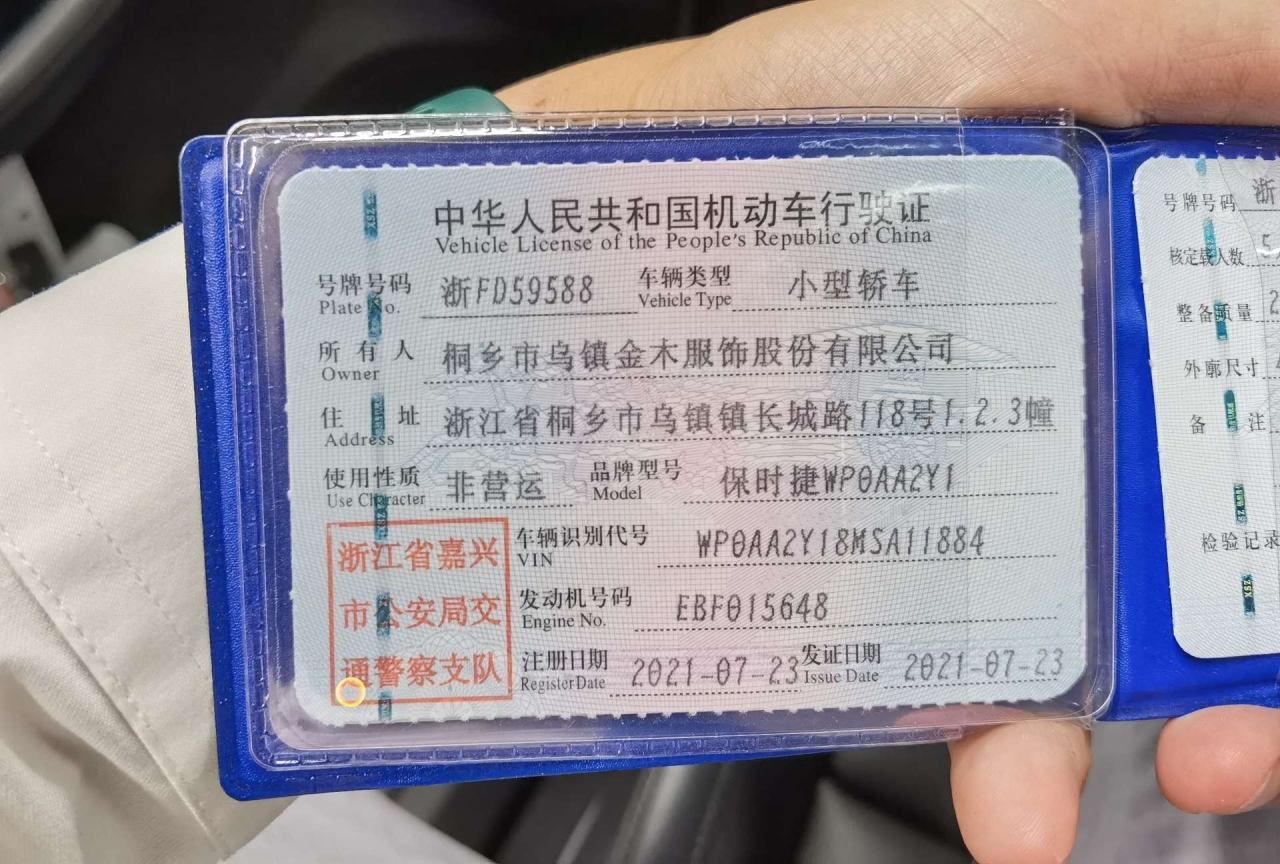 中华人民共和国机动车行驶证
Vehicle License of the People's Republic of China
号牌号码 浙FD59588 车辆类型 小型轿车
Plate No. Vehicle Type
所有人 桐乡市乌镇金木服饰股份有限公司
Owner
住址 浙江省桐乡市乌镇镇长城路118号1.2.3幢
Address
使用性质 非营运 品牌型号 保时捷WP0AA2Y1
Use Character Model
浙江省嘉兴
市公安局交
通警察支队
车辆识别代号 WP0AA2Y18MSA11884
VIN
发动机号码 EBF015648
Engine No.
注册日期 2021-07-23 发证日期 2021-07-23
Register Date Issue Date
号牌号码 浙
核定载人数 5
整备质量 2
外廓尺寸
备注
检验记录
XSZ
XSZ
XSZ
XSZ